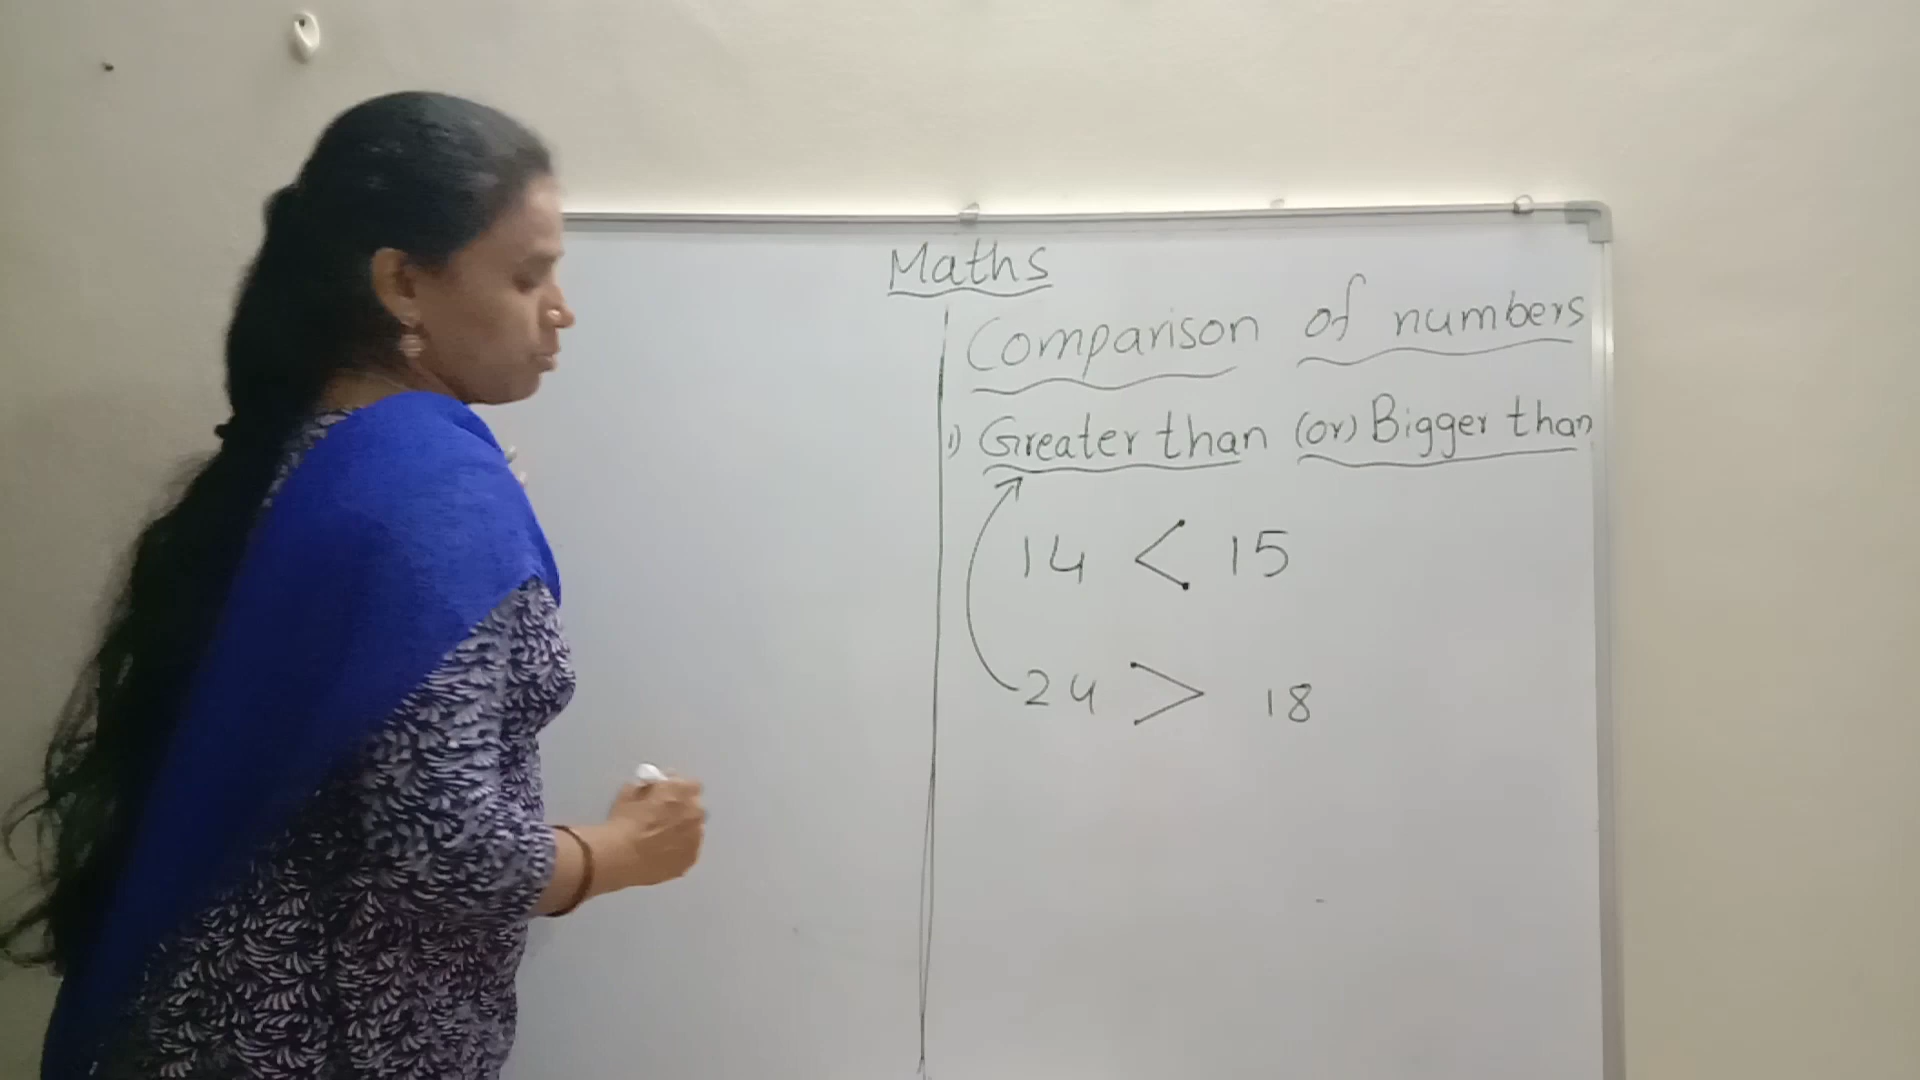 Maths
Comparison of numbers
1) Greater than (or) Bigger than
14 < 15
24 > 18